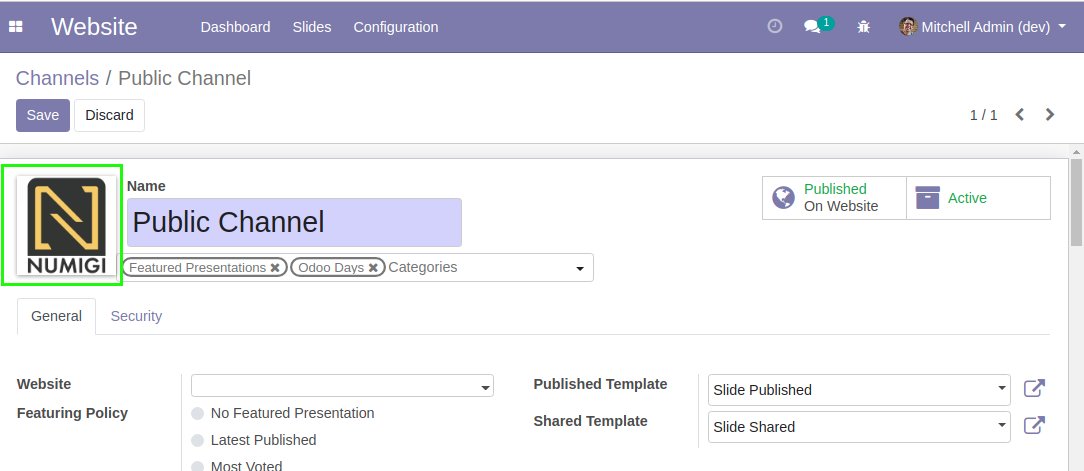 Website Dashboard Slides Configuration 1 Mitchell Admin (dev)
Channels / Public Channel
Save Discard 1 / 1
Name
Public Channel
Published
On Website
Active
NUMIGI
Featured Presentations Odoo Days Categories
General Security
Website
Published Template Slide Published
Featuring Policy No Featured Presentation
Shared Template Slide Shared
Latest Published
Most Voted